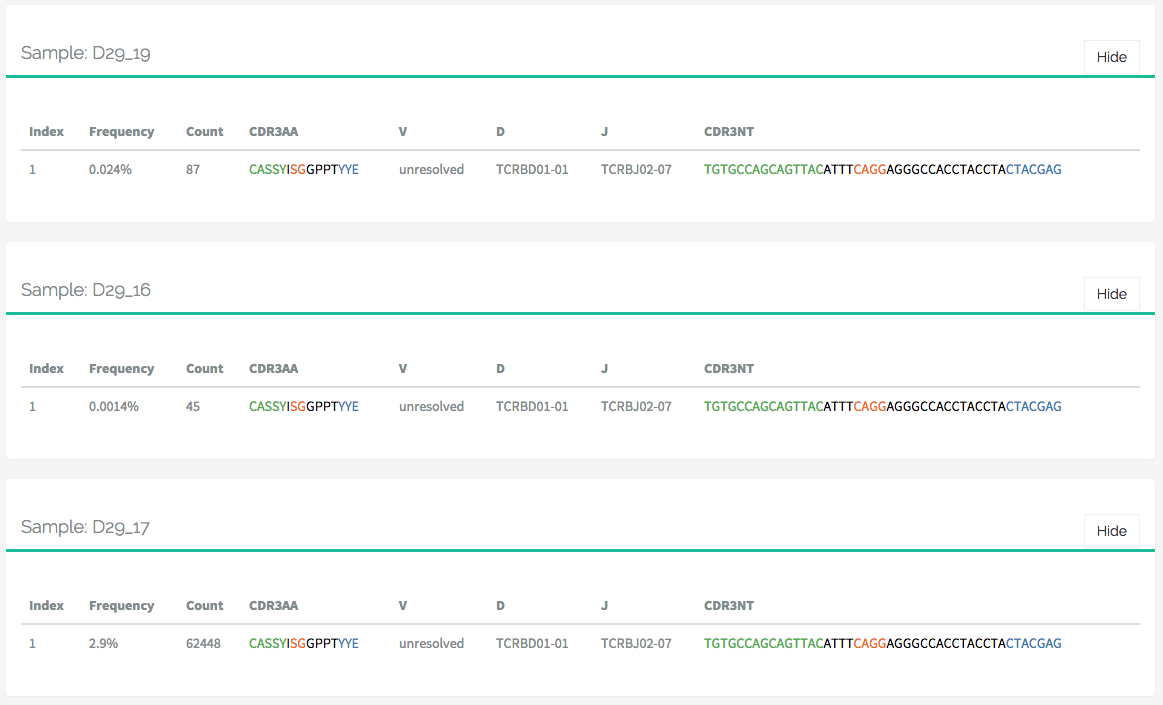 Sample: D29_19
Hide
Index Frequency Count CDR3AA V D J CDR3NT
1 0.024% 87 CASSYISGGPPTYYE unresolved TCRBD01-01 TCRBJ02-07 TGTGCCAGCAGTTACATTTCAGGAGGGCCACCTACCTACTACGAG
Sample: D29_16
Hide
Index Frequency Count CDR3AA V D J CDR3NT
1 0.0014% 45 CASSYISGGPPTYYE unresolved TCRBD01-01 TCRBJ02-07 TGTGCCAGCAGTTACATTTCAGGAGGGCCACCTACCTACTACGAG
Sample: D29_17
Hide
Index Frequency Count CDR3AA V D J CDR3NT
1 2.9% 62448 CASSYISGGPPTYYE unresolved TCRBD01-01 TCRBJ02-07 TGTGCCAGCAGTTACATTTCAGGAGGGCCACCTACCTACTACGAG